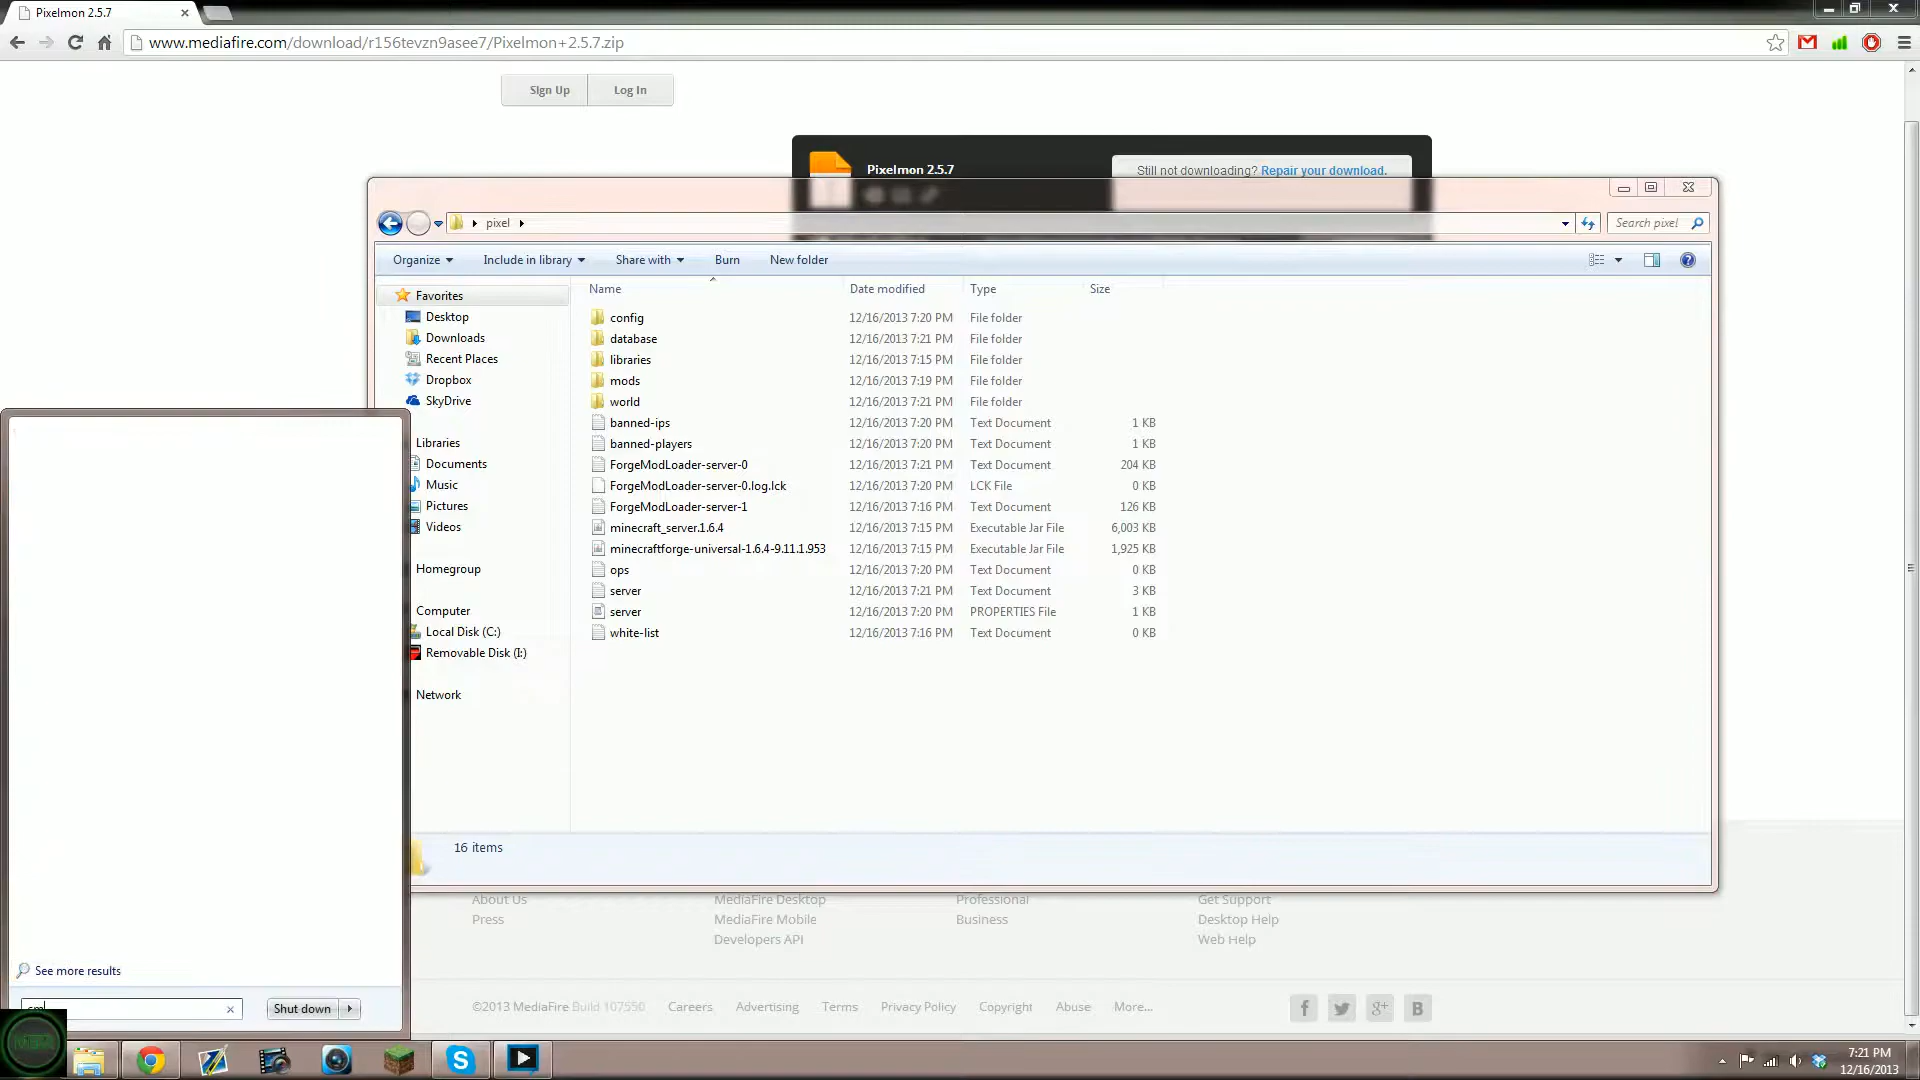 Pixelmon 2.5.7
www.mediafire.com/download/r156tevzn9asee7/Pixelmon+2.5.7.zip
Sign Up
Log In
Pixelmon 2.5.7
Still not downloading? Repair your download.
pixel
Search pixel
Organize
Include in library
Share with
Burn
New folder
Name Date modified Type Size
Favorites
Desktop
Downloads
Recent Places
Dropbox
SkyDrive
Libraries
Documents
Music
Pictures
Videos
Homegroup
Computer
Local Disk (C:)
Removable Disk (I:)
Network
config 12/16/2013 7:20 PM File folder
database 12/16/2013 7:21 PM File folder
libraries 12/16/2013 7:15 PM File folder
mods 12/16/2013 7:19 PM File folder
world 12/16/2013 7:21 PM File folder
banned-ips 12/16/2013 7:20 PM Text Document 1 KB
banned-players 12/16/2013 7:20 PM Text Document 1 KB
ForgeModLoader-server-0 12/16/2013 7:21 PM Text Document 204 KB
ForgeModLoader-server-0.log.lck 12/16/2013 7:20 PM LCK File 0 KB
ForgeModLoader-server-1 12/16/2013 7:16 PM Text Document 126 KB
minecraft_server.1.6.4 12/16/2013 7:15 PM Executable Jar File 6,003 KB
minecraftforge-universal-1.6.4-9.11.1.953 12/16/2013 7:15 PM Executable Jar File 1,925 KB
ops 12/16/2013 7:20 PM Text Document 0 KB
server 12/16/2013 7:21 PM Text Document 3 KB
server 12/16/2013 7:20 PM PROPERTIES File 1 KB
white-list 12/16/2013 7:16 PM Text Document 0 KB
16 items
About Us
Press
MediaFire Desktop
MediaFire Mobile
Developers API
Professional
Business
Get Support
Desktop Help
Web Help
See more results
Shut down
©2013 MediaFire Build 107550 Careers Advertising Terms Privacy Policy Copyright Abuse More...
7:21 PM
12/16/2013